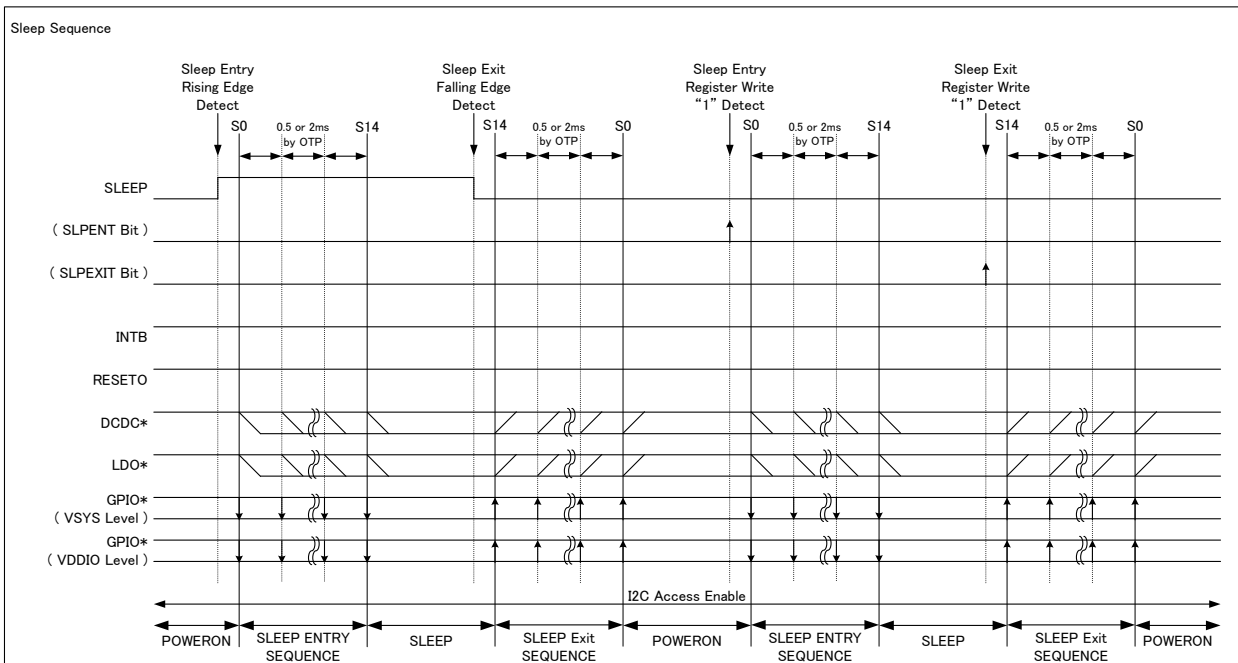 Sleep Sequence
Sleep Entry
Rising Edge
Detect
Sleep Exit
Falling Edge
Detect
Sleep Entry
Register Write
“1” Detect
Sleep Exit
Register Write
“1” Detect
S0
0.5 or 2ms
by OTP
S14
S14
0.5 or 2ms
by OTP
S0
S0
0.5 or 2ms
by OTP
S14
S14
0.5 or 2ms
by OTP
S0
SLEEP
( SLPENT Bit )
( SLPEXIT Bit )
INTB
RESETO
DCDC*
LDO*
GPIO*
( VSYS Level )
GPIO*
( VDDIO Level )
I2C Access Enable
POWERON
SLEEP ENTRY
SEQUENCE
SLEEP
SLEEP Exit
SEQUENCE
POWERON
SLEEP ENTRY
SEQUENCE
SLEEP
SLEEP Exit
SEQUENCE
POWERON